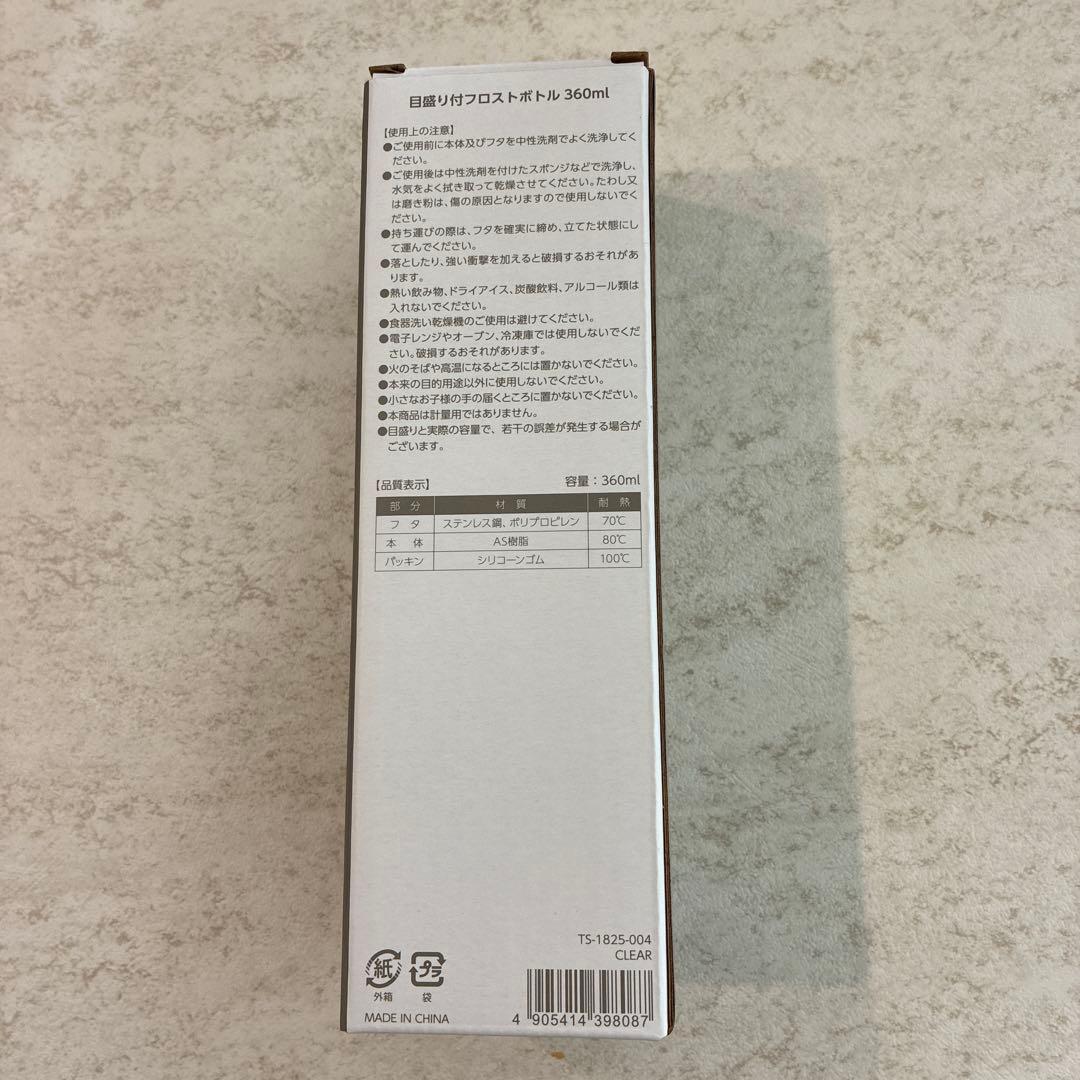 目盛り付フロストボトル 360ml
【使用上の注意】
●ご使用前に本体及びフタを中性洗剤でよく洗浄してく
ださい。
●ご使用後は中性洗剤を付けたスポンジなどで洗浄し、
水気をよく拭き取って乾燥させてください。たわし又
は磨き粉は、傷の原因となりますので使用しないでく
ださい。
●持ち運びの際は、フタを確実に締め、立てた状態にし
て運んでください。
●落としたり、強い衝撃を加えると破損するおそれがあ
ります。
●熱い飲み物、ドライアイス、炭酸飲料、アルコール類は
入れないでください。
●食器洗い乾燥機のご使用は避けてください。
●電子レンジやオーブン、冷凍庫では使用しないでくだ
さい。破損するおそれがあります。
●火のそばや高温になるところには置かないでください。
●本来の目的用途以外に使用しないでください。
●小さなお子様の手の届くところに置かないでください。
●本商品は計量用ではありません。
●目盛りと実際の容量で、若干の誤差が発生する場合が
ございます。
【品質表示】 容量：360ml
部分 材質 耐熱
フタ ステンレス鋼、ポリプロピレン 70℃
本体 AS樹脂 80℃
パッキン シリコーンゴム 100℃
TS-1825-004
CLEAR
紙 プラ
外箱 袋
MADE IN CHINA
4 905414 398087